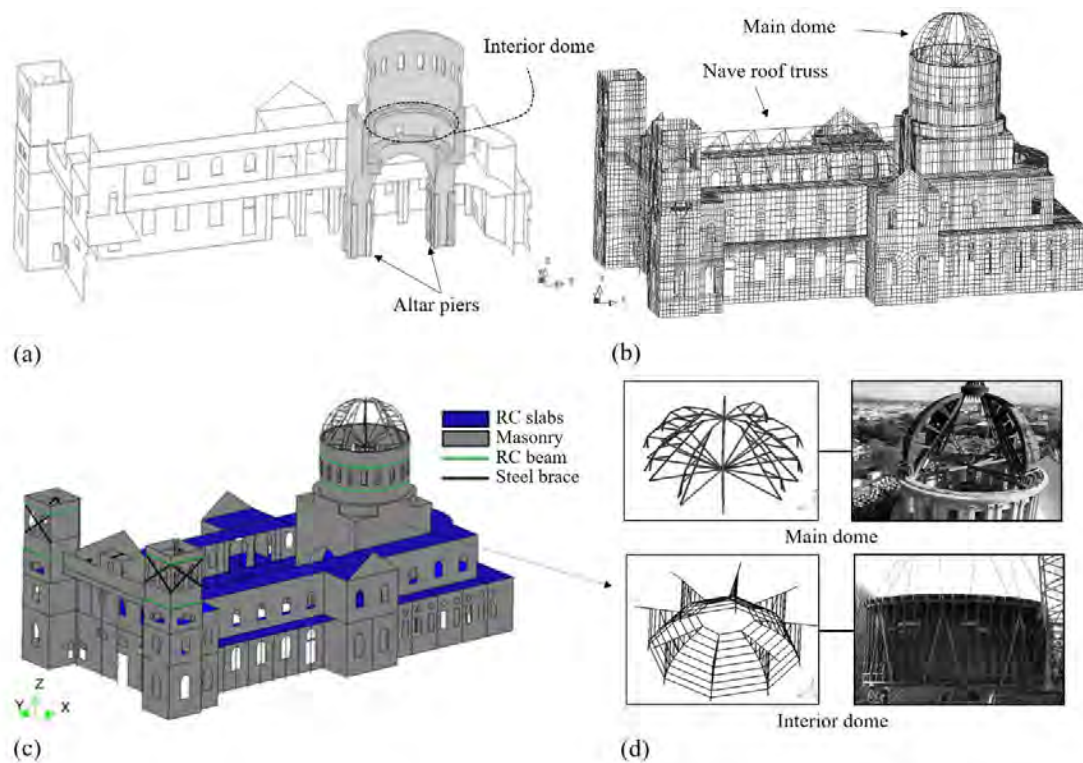 Interior dome
Altar piers
(a)
Main dome
Nave roof truss
(b)
RC slabs
Masonry
RC beam
Steel brace
Z
Y
X
(c)
Main dome
Interior dome
(d)